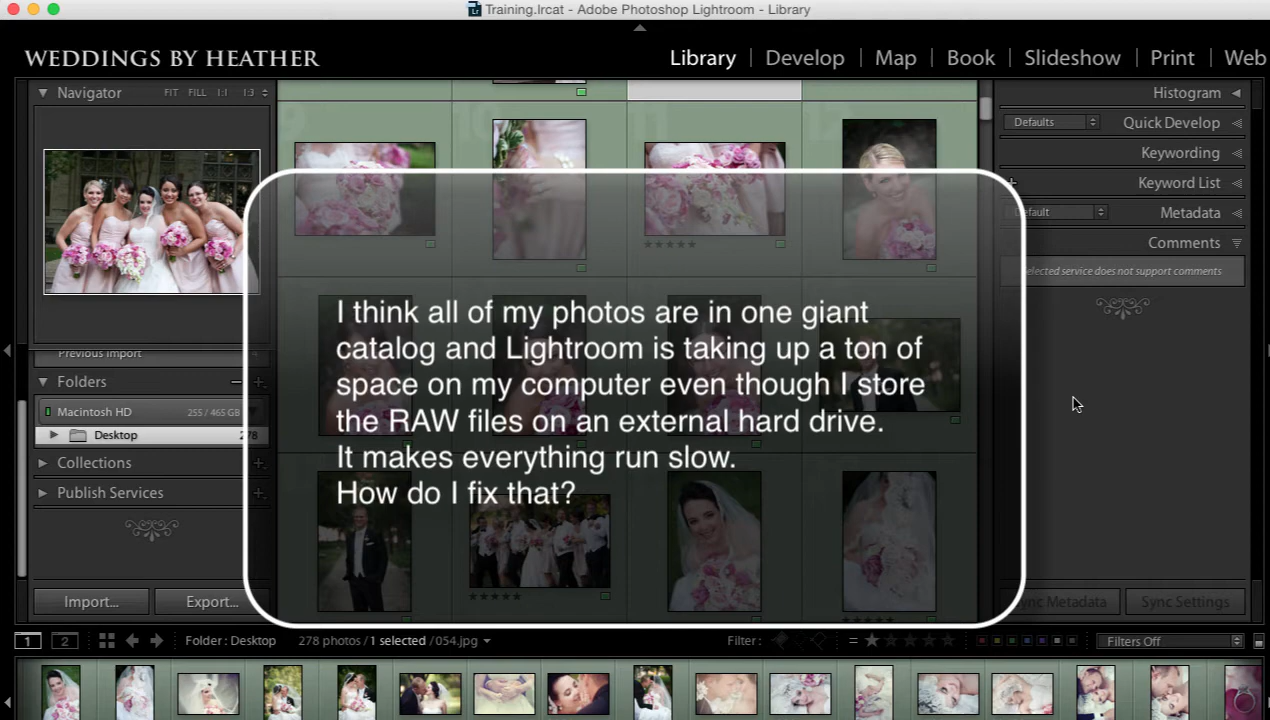 Training.lrcat - Adobe Photoshop Lightroom - Library
WEDDINGS BY HEATHER
Library | Develop | Map | Book | Slideshow | Print | Web
Navigator FIT FILL 1:1 1:3
Histogram
Defaults Quick Develop
Keywording
Keyword List
Default Metadata
Comments
Selected service does not support comments
I think all of my photos are in one giant
catalog and Lightroom is taking up a ton of
space on my computer even though I store
the RAW files on an external hard drive.
It makes everything run slow.
How do I fix that?
Previous Import
Folders
Macintosh HD 255 / 465 GB
Desktop 278
Collections
Publish Services
Import... Export...
Sync Metadata Sync Settings
1 2 Folder : Desktop 278 photos / 1 selected / 054.jpg Filter : Filters Off